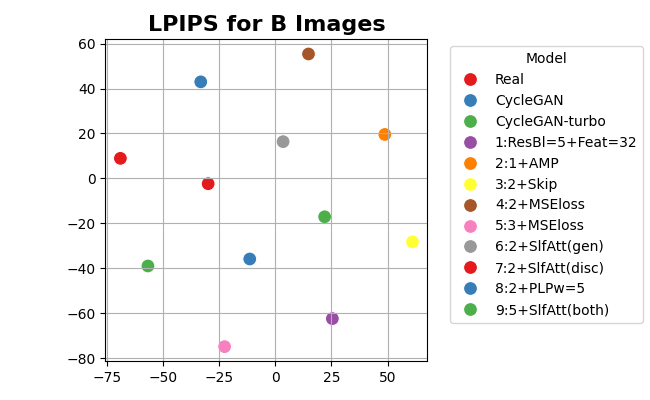 LPIPS for B Images
60
40
20
0
−20
−40
−60
−80
−75
−50
−25
0
25
50
Model
Real
CycleGAN
CycleGAN-turbo
1:ResBl=5+Feat=32
2:1+AMP
3:2+Skip
4:2+MSEloss
5:3+MSEloss
6:2+SlfAtt(gen)
7:2+SlfAtt(disc)
8:2+PLPw=5
9:5+SlfAtt(both)